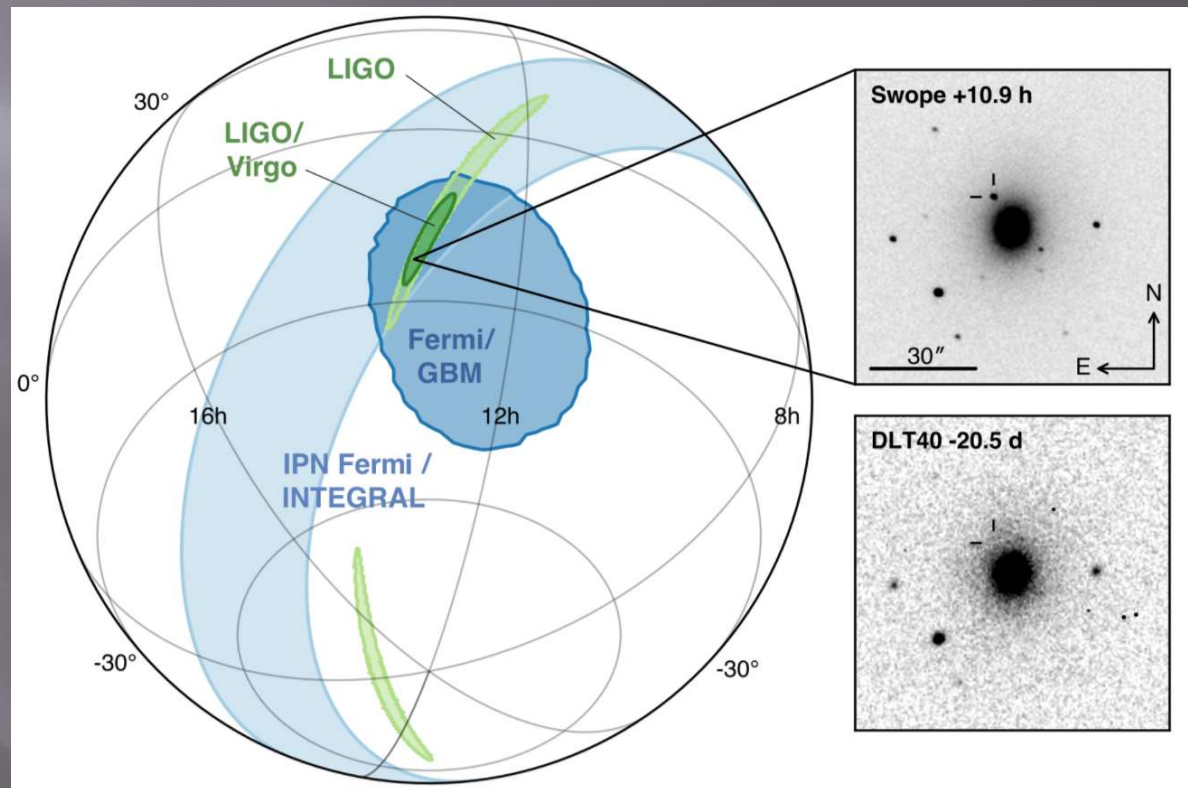 LIGO
30°
LIGO/
Virgo
Fermi/
GBM
0°
16h
12h
8h
IPN Fermi /
INTEGRAL
-30°
-30°
Swope +10.9 h
N
30″
E
DLT40 -20.5 d